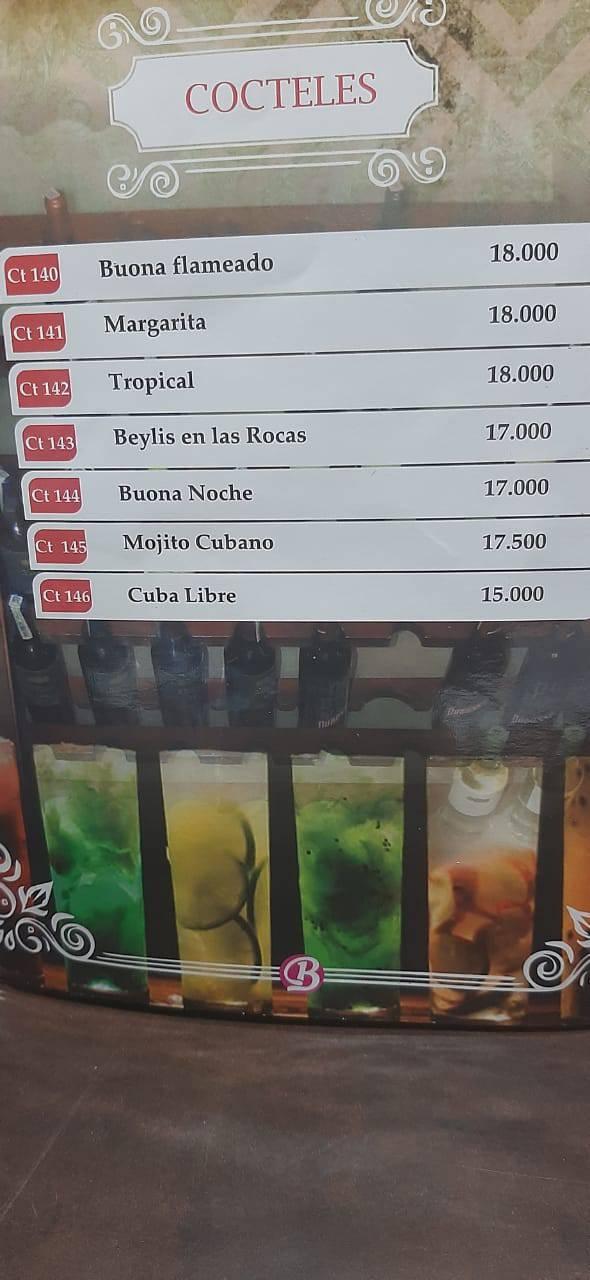 COCTELES
Ct 140 Buona flameado 18.000
Ct 141 Margarita 18.000
Ct 142 Tropical 18.000
Ct 143 Beylis en las Rocas 17.000
Ct 144 Buona Noche 17.000
Ct 145 Mojito Cubano 17.500
Ct 146 Cuba Libre 15.000
B